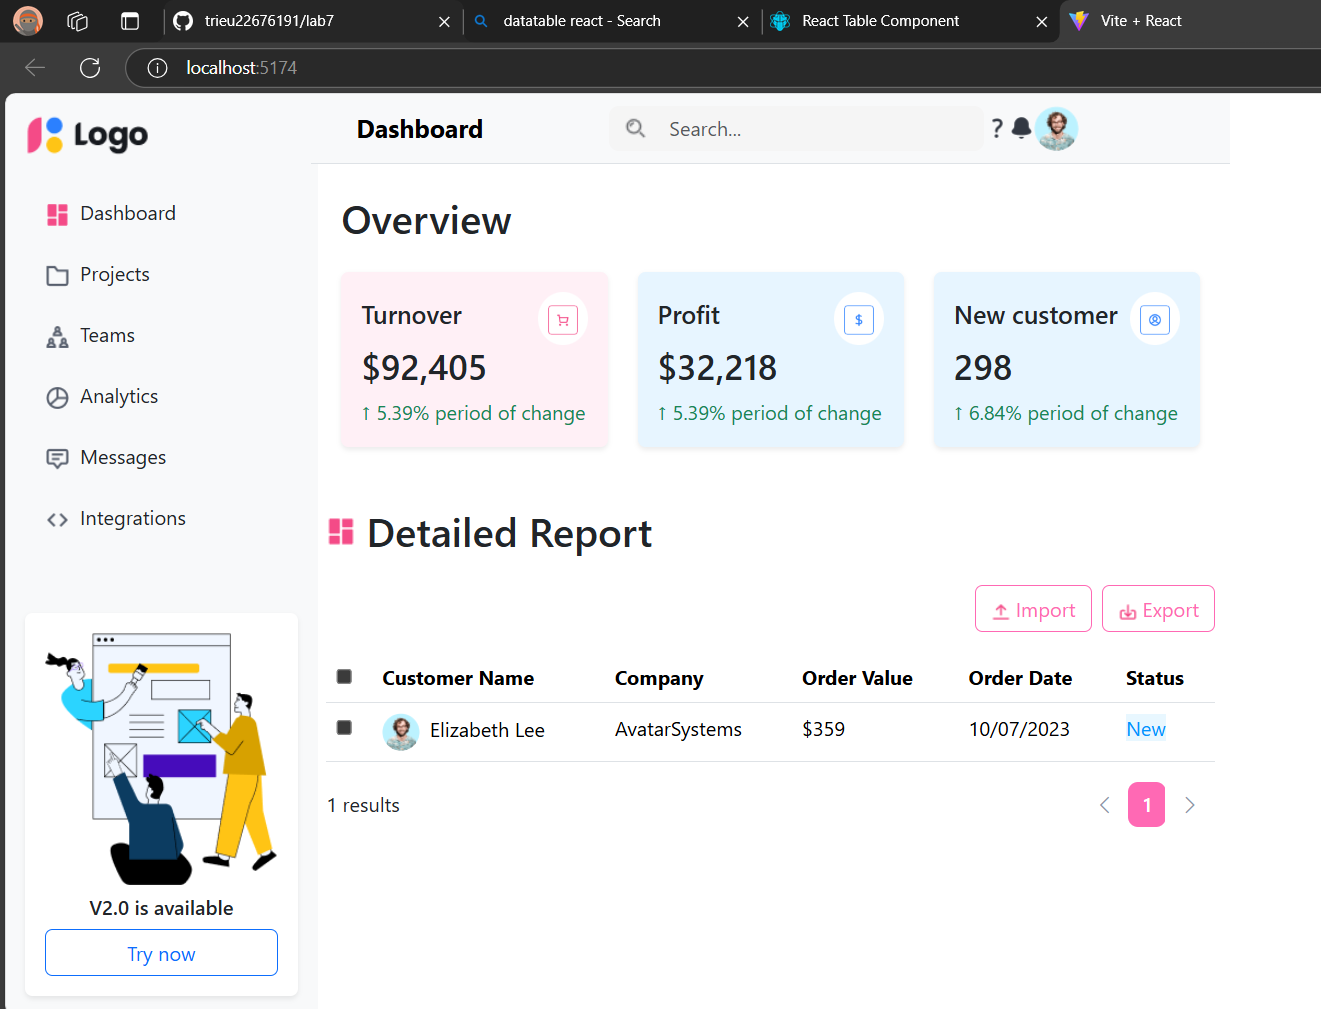 trieu22676191/lab7
datatable react - Search
React Table Component
Vite + React
localhost:5174
Logo
Dashboard
Search...
?
Dashboard
Projects
Teams
Analytics
Messages
Integrations
Overview
Turnover
$92,405
↑ 5.39% period of change
Profit
$
$32,218
↑ 5.39% period of change
New customer
298
↑ 6.84% period of change
Detailed Report
Import
Export
Customer Name Company Order Value Order Date Status
Elizabeth Lee AvatarSystems $359 10/07/2023 New
1 results
< 1 >
V2.0 is available
Try now